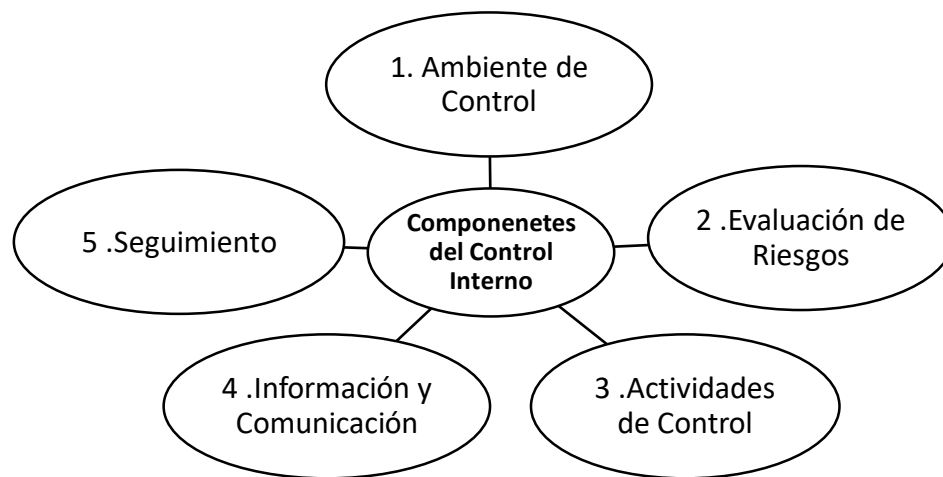 1. Ambiente de
Control
Componenetes
del Control
Interno
2 .Evaluación de
Riesgos
3 .Actividades
de Control
4 .Información y
Comunicación
5 .Seguimiento